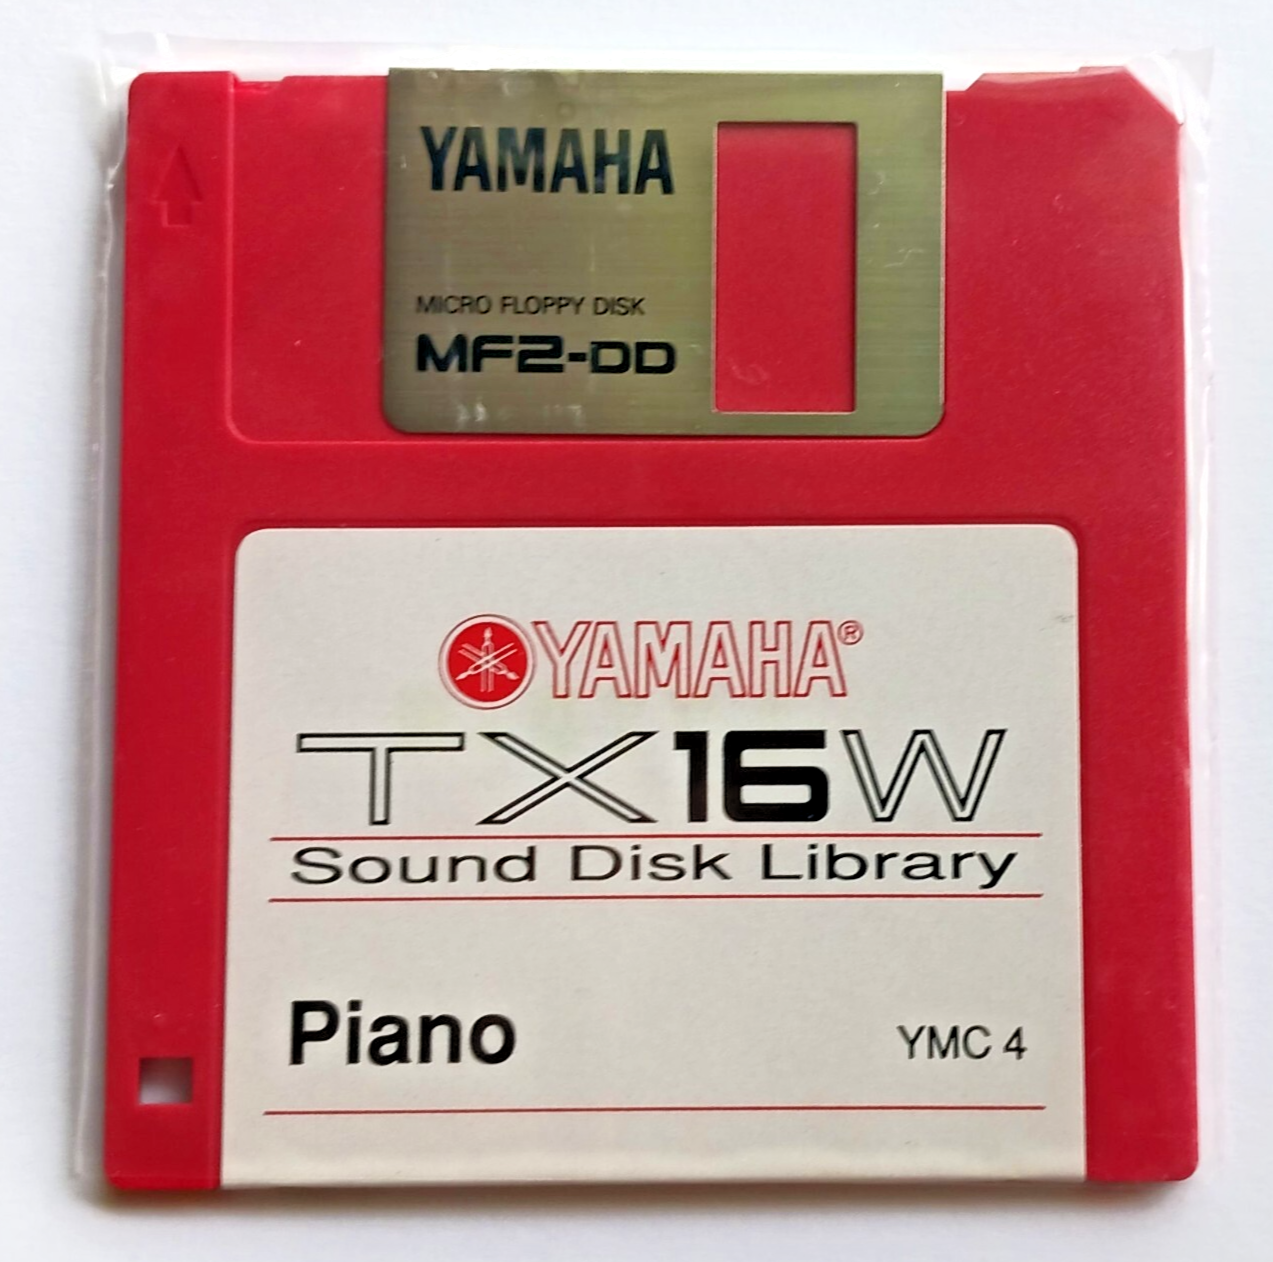 YAMAHA
MICRO FLOPPY DISK
MF2-DD
YAMAHA®
TX16W
Sound Disk Library
Piano
YMC 4